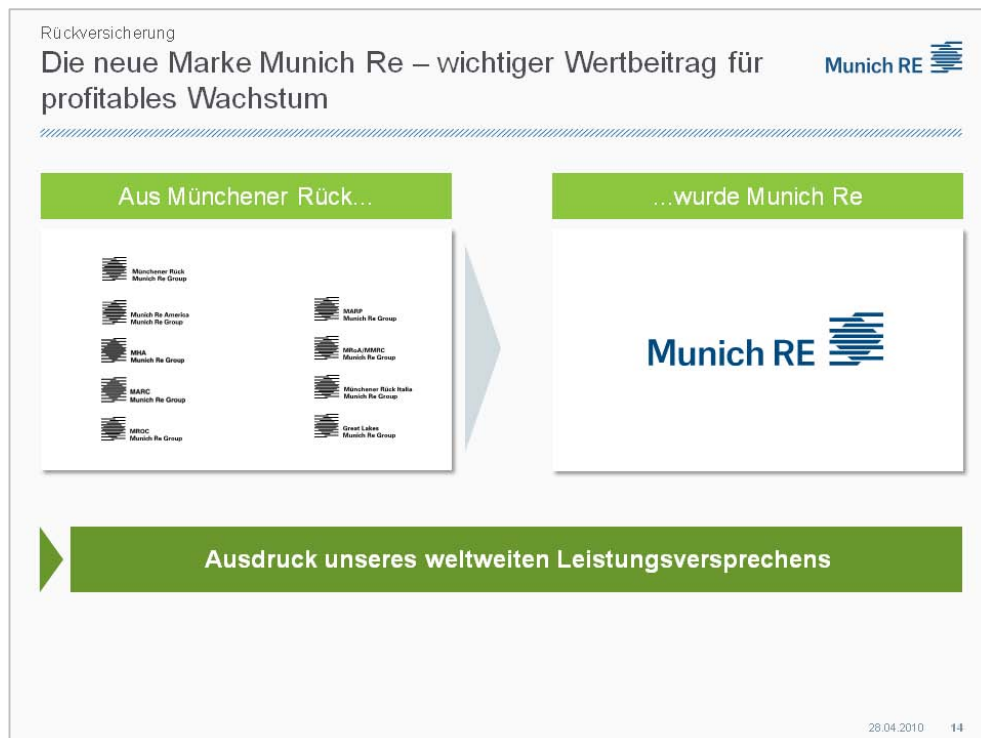 Rückversicherung
Die neue Marke Munich Re – wichtiger Wertbeitrag für
profitables Wachstum
Munich RE
Aus Münchener Rück...
Münchener Rück
Munich Re Group
Munich Re America
Munich Re Group
MHA
Munich Re Group
MARC
Munich Re Group
MROC
Munich Re Group
MARP
Munich Re Group
MRoA/MMRC
Munich Re Group
Münchener Rück Italia
Munich Re Group
Great Lakes
Munich Re Group
...wurde Munich Re
Munich RE
Ausdruck unseres weltweiten Leistungsversprechens
28.04.2010 14